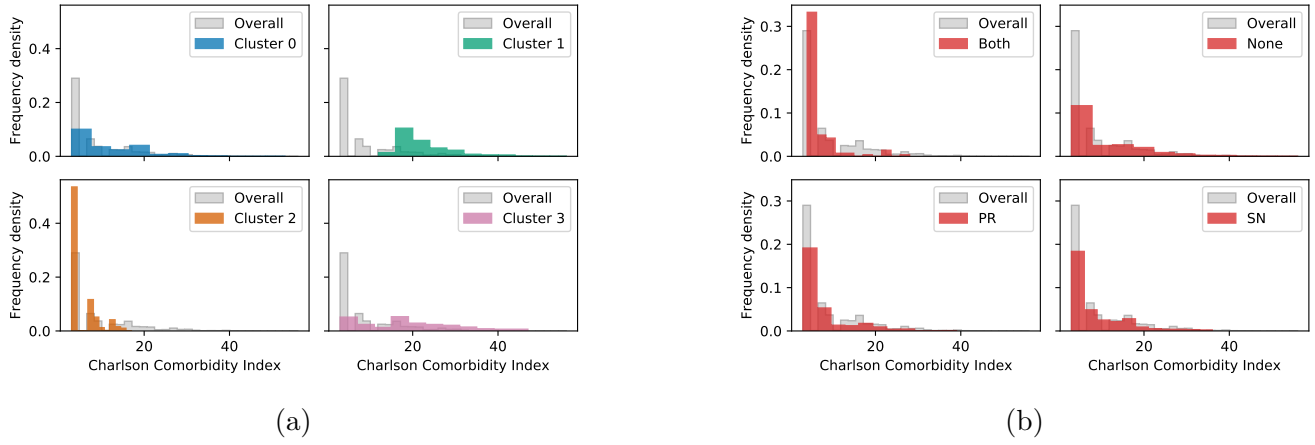 Overall
Cluster 0
Overall
Cluster 1
Frequency density
0.4
0.2
0.0
Overall
Cluster 2
Overall
Cluster 3
Frequency density
0.4
0.2
0.0
20
40
20
40
Charlson Comorbidity Index
Charlson Comorbidity Index
(a)
Overall
Both
Overall
None
Frequency density
0.3
0.2
0.1
0.0
Overall
PR
Overall
SN
Frequency density
0.3
0.2
0.1
0.0
20
40
20
40
Charlson Comorbidity Index
Charlson Comorbidity Index
(b)